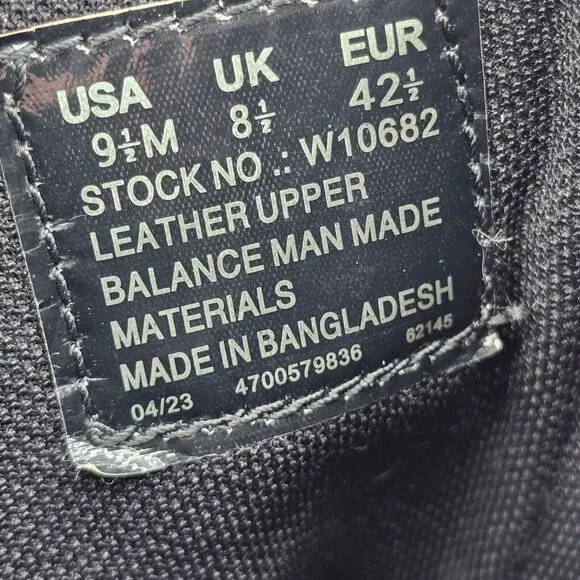 USA UK EUR
9½M 8½ 42½
STOCK NO .: W10682
LEATHER UPPER
BALANCE MAN MADE
MATERIALS
MADE IN BANGLADESH
04/23 4700579836 62145